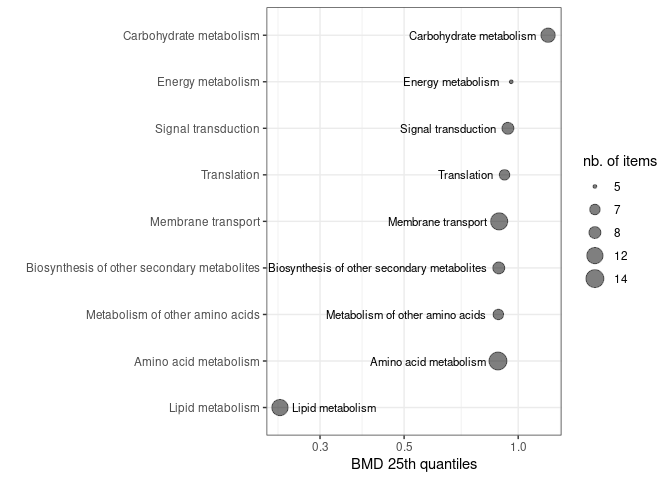 Carbohydrate metabolism Carbohydrate metabolism
Energy metabolism Energy metabolism
Signal transduction Signal transduction
Translation Translation
Membrane transport Membrane transport
Biosynthesis of other secondary metabolites Biosynthesis of other secondary metabolites
Metabolism of other amino acids Metabolism of other amino acids
Amino acid metabolism Amino acid metabolism
Lipid metabolism Lipid metabolism
0.3 0.5 1.0
BMD 25th quantiles
nb. of items
5
7
8
12
14